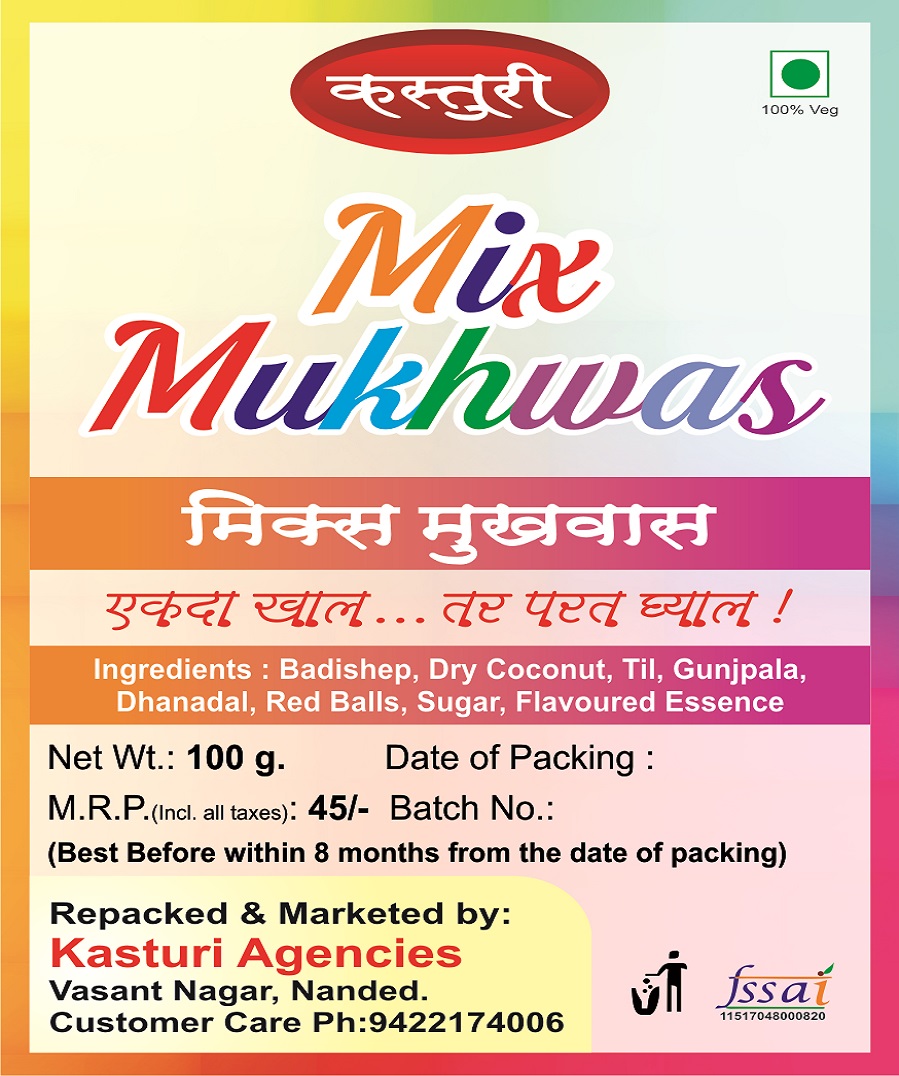 कस्तुरी
100% Veg
Mix
Mukhwas
मिक्स मुखवास
एकदा खाल... तर परत घ्याल !
Ingredients : Badishep, Dry Coconut, Til, Gunjpala,
Dhanadal, Red Balls, Sugar, Flavoured Essence
Net Wt.: 100 g. Date of Packing :
M.R.P.(Incl. all taxes): 45/- Batch No.:
(Best Before within 8 months from the date of packing)
Repacked & Marketed by:
Kasturi Agencies
Vasant Nagar, Nanded.
Customer Care Ph:9422174006
fssai
11517048000820